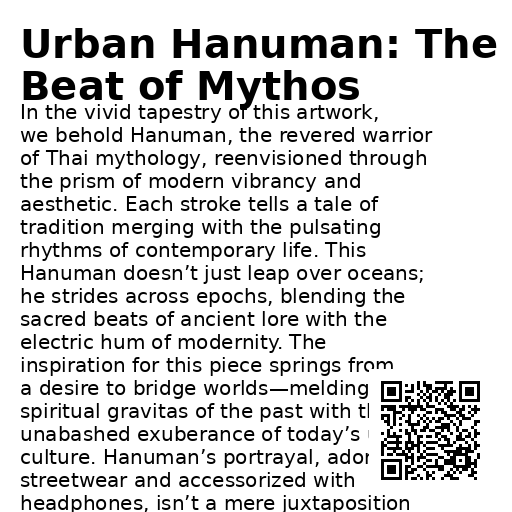 Urban Hanuman: The
Beat of Mythos
In the vivid tapestry of this artwork,
we behold Hanuman, the revered warrior
of Thai mythology, reenvisioned through
the prism of modern vibrancy and
aesthetic. Each stroke tells a tale of
tradition merging with the pulsating
rhythms of contemporary life. This
Hanuman doesn’t just leap over oceans;
he strides across epochs, blending the
sacred beats of ancient lore with the
electric hum of modernity. The
inspiration for this piece springs from
a desire to bridge worlds—melding
spiritual gravitas of the past with
unabashed exuberance of today’s
culture. Hanuman’s portrayal,
streetwear and accessorized with
headphones, isn’t a mere juxtaposition